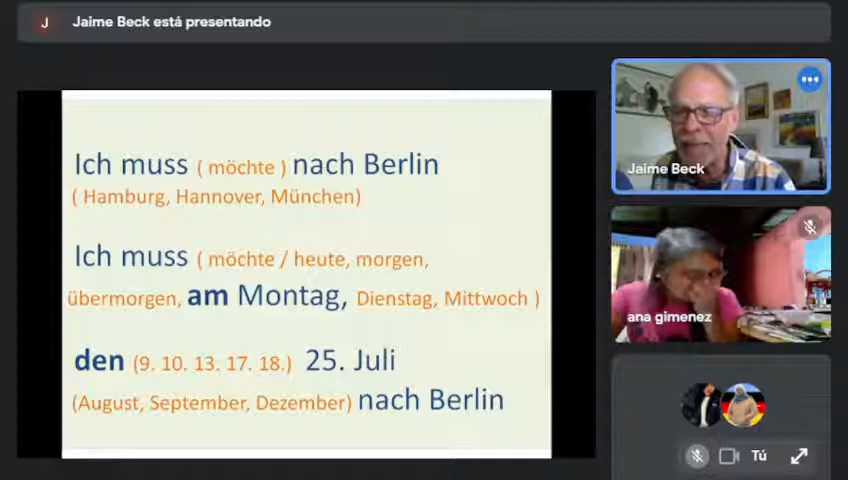 J Jaime Beck está presentando
Ich muss ( möchte ) nach Berlin
( Hamburg, Hannover, München)
Ich muss ( möchte / heute, morgen,
übermorgen, am Montag, Dienstag, Mittwoch )
den (9. 10. 13. 17. 18.) 25. Juli
(August, September, Dezember) nach Berlin
Jaime Beck
ana gimenez
Tú